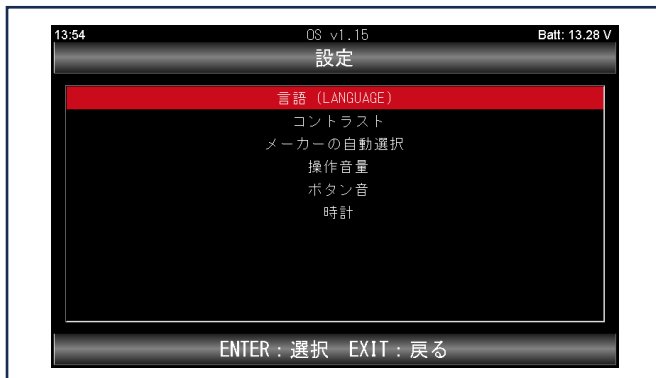 13:54 OS v1.15 Batt: 13.28 V
設定
言語 (LANGUAGE)
コントラスト
メーカーの自動選択
操作音量
ボタン音
時計
ENTER：選択 EXIT：戻る